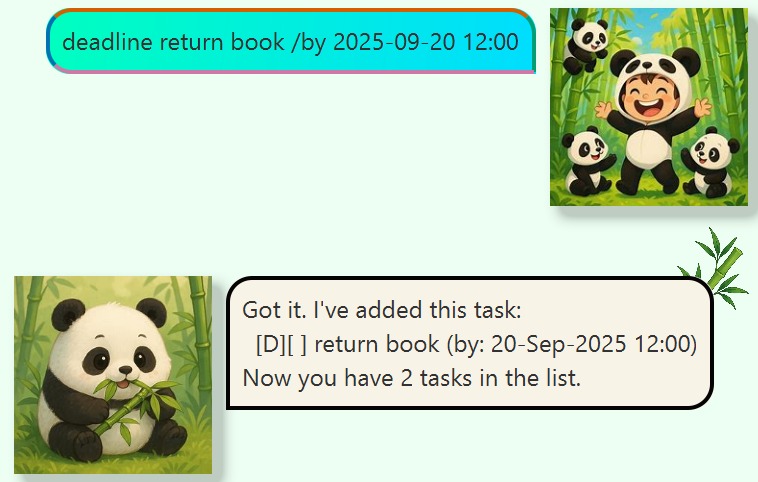 deadline return book /by 2025-09-20 12:00
Got it. I've added this task:
[D][ ] return book (by: 20-Sep-2025 12:00)
Now you have 2 tasks in the list.